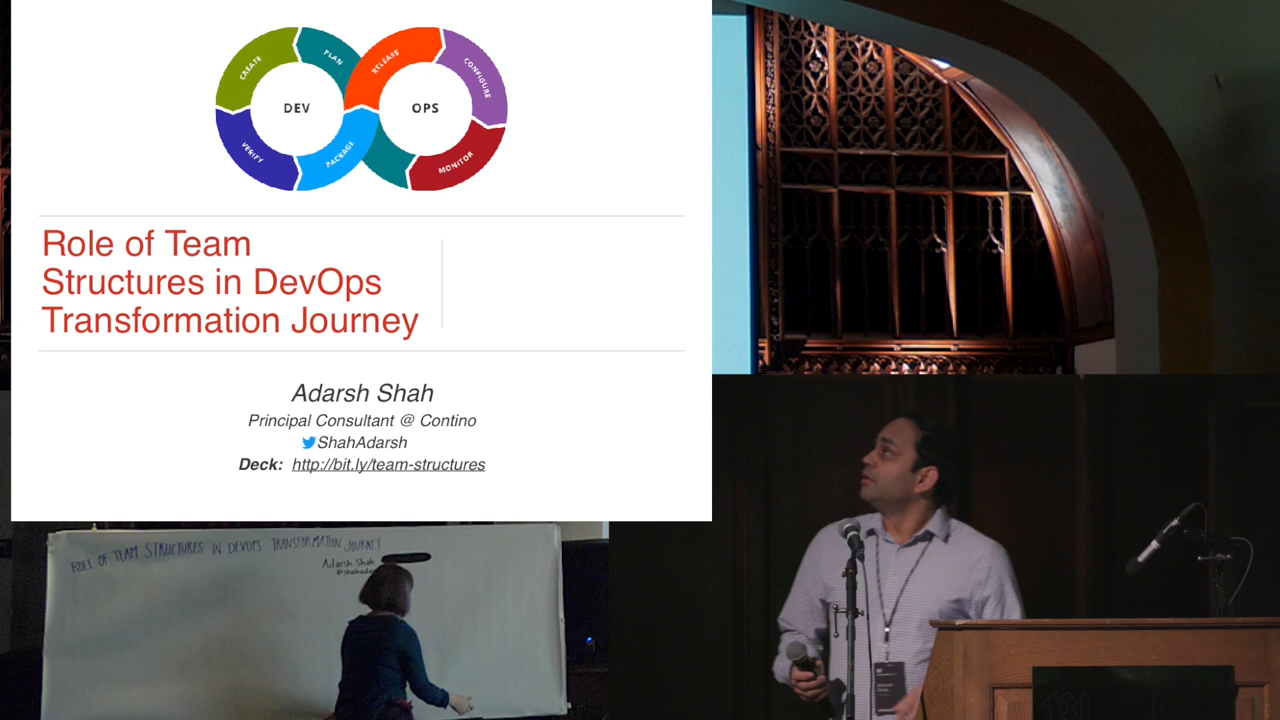 CREATE
PLAN
RELEASE
CONFIGURE
DEV
OPS
VERIFY
PACKAGE
MONITOR
Role of Team
Structures in DevOps
Transformation Journey
Adarsh Shah
Principal Consultant @ Contino
ShahAdarsh
Deck: http://bit.ly/team-structures
ROLE OF TEAM STRUCTURES IN DEVOPS TRANSFORMATION JOURNEY
Adarsh Shah